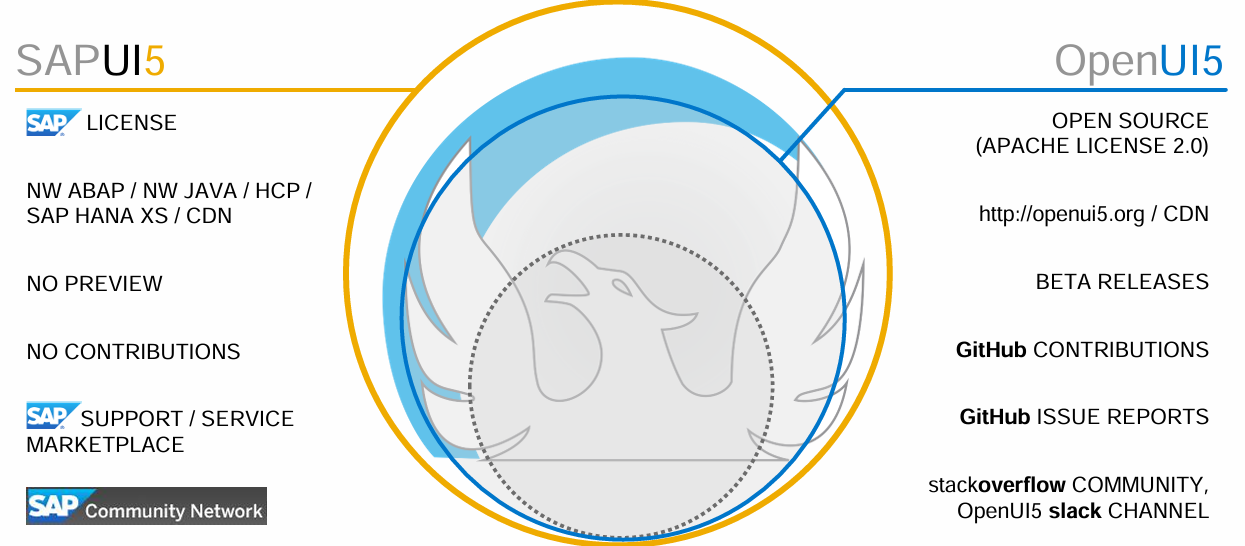 SAPUI5
SAP LICENSE
NW ABAP / NW JAVA / HCP /
SAP HANA XS / CDN
NO PREVIEW
NO CONTRIBUTIONS
SAP SUPPORT / SERVICE
MARKETPLACE
SAP Community Network
OpenUI5
OPEN SOURCE
(APACHE LICENSE 2.0)
http://openui5.org / CDN
BETA RELEASES
GitHub CONTRIBUTIONS
GitHub ISSUE REPORTS
stackoverflow COMMUNITY,
OpenUI5 slack CHANNEL